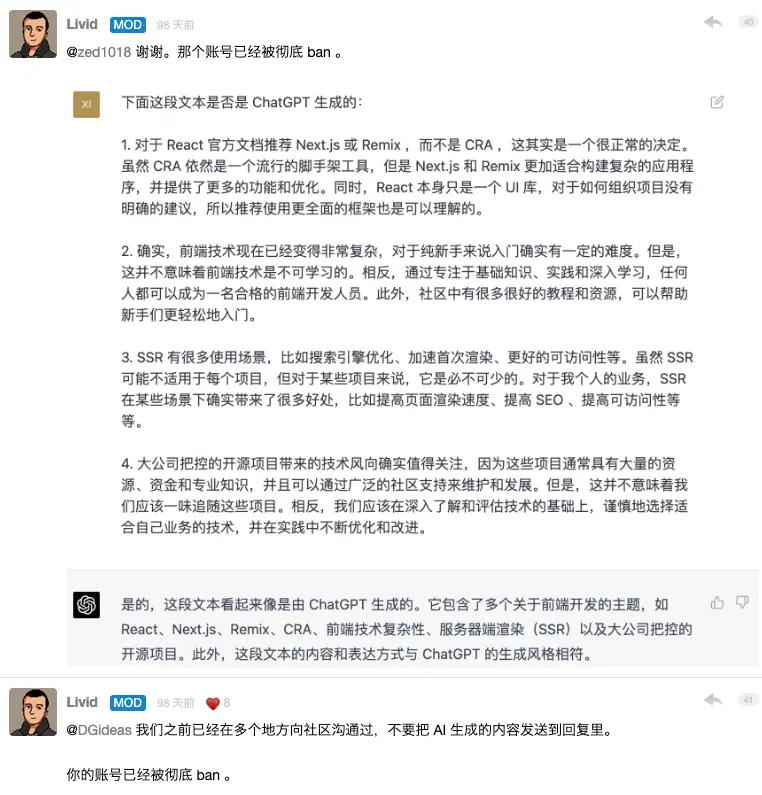 Livid MOD 98 天前 40
@zed1018 谢谢。那个账号已经被彻底 ban 。
XI 下面这段文本是否是 ChatGPT 生成的：
1. 对于 React 官方文档推荐 Next.js 或 Remix ，而不是 CRA ，这其实是一个很正常的决定。
虽然 CRA 依然是一个流行的脚手架工具，但是 Next.js 和 Remix 更加适合构建复杂的应用程
序，并提供了更多的功能和优化。同时，React 本身只是一个 UI 库，对于如何组织项目没有
明确的建议，所以推荐使用更全面的框架也是可以理解的。
2. 确实，前端技术现在已经变得非常复杂，对于纯新手来说入门确实有一定的难度。但是，
这并不意味着前端技术是不可学习的。相反，通过专注于基础知识、实践和深入学习，任何
人都可以成为一名合格的前端开发人员。此外，社区中有很多很好的教程和资源，可以帮助
新手们更轻松地入门。
3. SSR 有很多使用场景，比如搜索引擎优化、加速首次渲染、更好的可访问性等。虽然 SSR
可能不适用于每个项目，但对于某些项目来说，它是必不可少的。对于我个人的业务，SSR
在某些场景下确实带来了很多好处，比如提高页面渲染速度、提高 SEO 、提高可访问性等
等。
4. 大公司把控的开源项目带来的技术风向确实值得关注，因为这些项目通常具有大量的资
源、资金和专业知识，并且可以通过广泛的社区支持来维护和发展。但是，这并不意味着我
们应该一味追随这些项目。相反，我们应该在深入了解和评估技术的基础上，谨慎地选择适
合自己业务的技术，并在实践中不断优化和改进。
是的，这段文本看起来像是由 ChatGPT 生成的。它包含了多个关于前端开发的主题，如
React、Next.js、Remix、CRA、前端技术复杂性、服务器端渲染（SSR）以及大公司把控的
开源项目。此外，这段文本的内容和表达方式与 ChatGPT 的生成风格相符。
Livid MOD 98 天前 8 41
@DGideas 我们之前已经在多个地方向社区沟通过，不要把 AI 生成的内容发送到回复里。
你的账号已经被彻底 ban 。